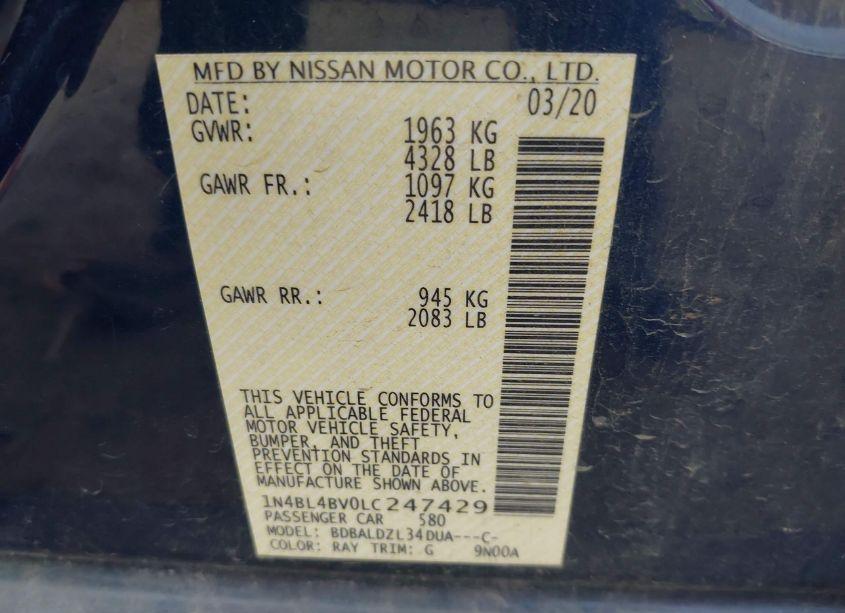 MFD BY NISSAN MOTOR CO., LTD.
DATE: 03/20
GVWR: 1963 KG
4328 LB
GAWR FR.: 1097 KG
2418 LB
GAWR RR.: 945 KG
2083 LB
THIS VEHICLE CONFORMS TO
ALL APPLICABLE FEDERAL
MOTOR VEHICLE SAFETY,
BUMPER, AND THEFT
PREVENTION STANDARDS IN
EFFECT ON THE DATE OF
MANUFACTURE SHOWN ABOVE.
1N4BL4BV0LC247429
PASSENGER CAR 580
MODEL: BDBALDZL34DUA---C-
COLOR: RAY TRIM: G 9N00A